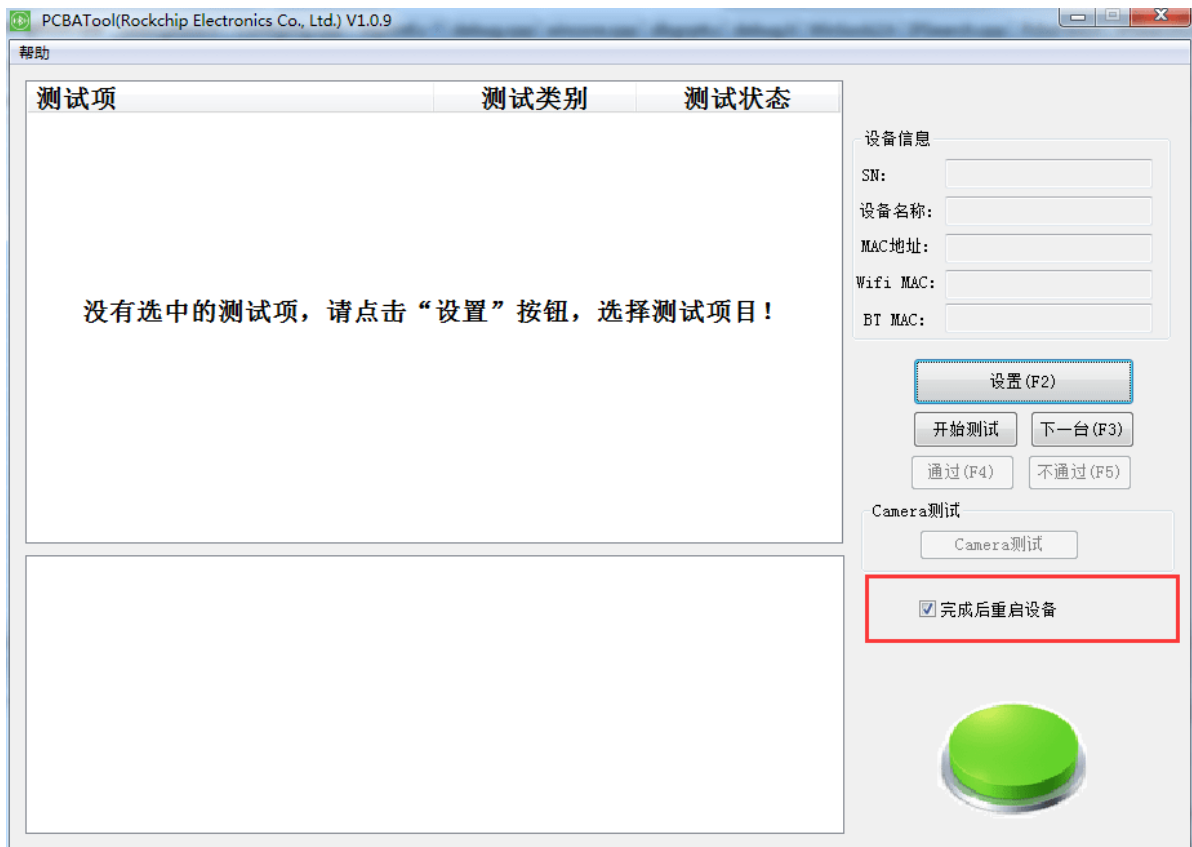 PCBATool(Rockchip Electronics Co., Ltd.) V1.0.9
帮助
测试项 测试类别 测试状态
没有选中的测试项，请点击“设置”按钮，选择测试项目！
设备信息
SN:
设备名称:
MAC地址:
Wifi MAC:
BT MAC:
设置(F2)
开始测试 下一台(F3)
通过(F4) 不通过(F5)
Camera测试
Camera测试
完成后重启设备